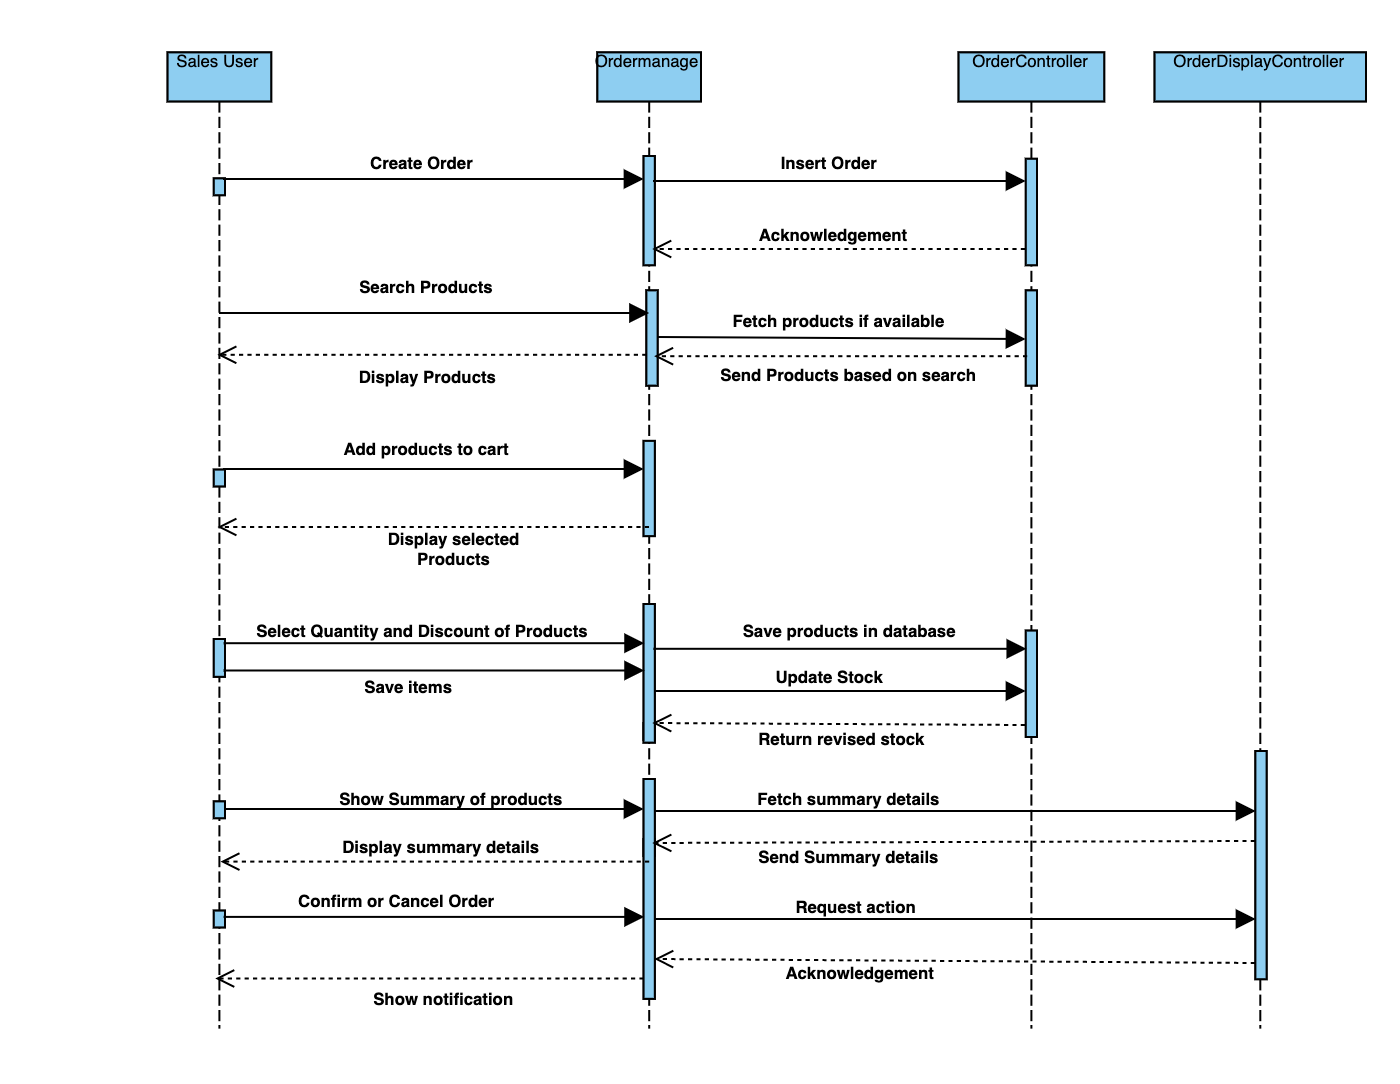 Sales User
Ordermanage
OrderController
OrderDisplayController
Create Order
Insert Order
Acknowledgement
Search Products
Fetch products if available
Display Products
Send Products based on search
Add products to cart
Display selected
Products
Select Quantity and Discount of Products
Save products in database
Save items
Update Stock
Return revised stock
Show Summary of products
Fetch summary details
Display summary details
Send Summary details
Confirm or Cancel Order
Request action
Acknowledgement
Show notification